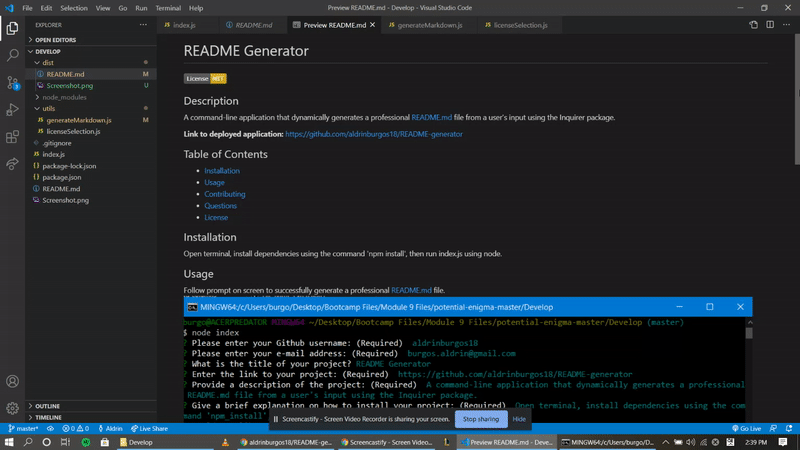 File Edit Selection View Go Run Terminal Help Preview README.md - Develop - Visual Studio Code
EXPLORER
index.js README.md Preview README.md generateMarkdown.js licenseSelection.js
OPEN EDITORS
DEVELOP
dist
README.md M
Screenshot.png U
node_modules
utils
generateMarkdown.js M
licenseSelection.js
.gitignore
index.js
package-lock.json
package.json
README.md
Screenshot.png
OUTLINE
TIMELINE
README Generator
License MIT
Description
A command-line application that dynamically generates a professional README.md file from a user's input using the Inquirer package.
Link to deployed application: https://github.com/aldrinburgos18/README-generator
Table of Contents
Installation
Usage
Contributing
Questions
License
Installation
Open terminal, install dependencies using the command 'npm install', then run index.js using node.
Usage
Follow prompt on screen to successfully generate a professional README.md file.
MINGW64:/c/Users/burgo/Desktop/Bootcamp Files/Module 9 Files/potential-enigma-master/Develop
burgo@ACERPREDATOR MINGW64 ~/Desktop/Bootcamp Files/Module 9 Files/potential-enigma-master/Develop (master)
$ node index
? Please enter your Github username: (Required) aldrinburgos18
? Please enter your e-mail address: (Required) burgos.aldrin@gmail.com
? What is the title of your project? README Generator
? Enter the link to your project: (Required) https://github.com/aldrinburgos18/README-generator
? Provide a description of the project: (Required) A command-line application that dynamically generates a professional
README.md file from a user's input using the Inquirer package.
? Give a brief explanation on how to install your project: (Required) Open terminal, install dependencies using the com
mand 'npm install'
Screencastify - Screen Video Recorder is sharing your screen. Stop sharing Hide
master* 0 0 Aldrin Live Share Go Live
Develop aldrinburgos18/README-ge... Screencastify - Screen Video ... Preview README.md - Deve... MINGW64:/c/Users/burgo/D... 2:39 PM